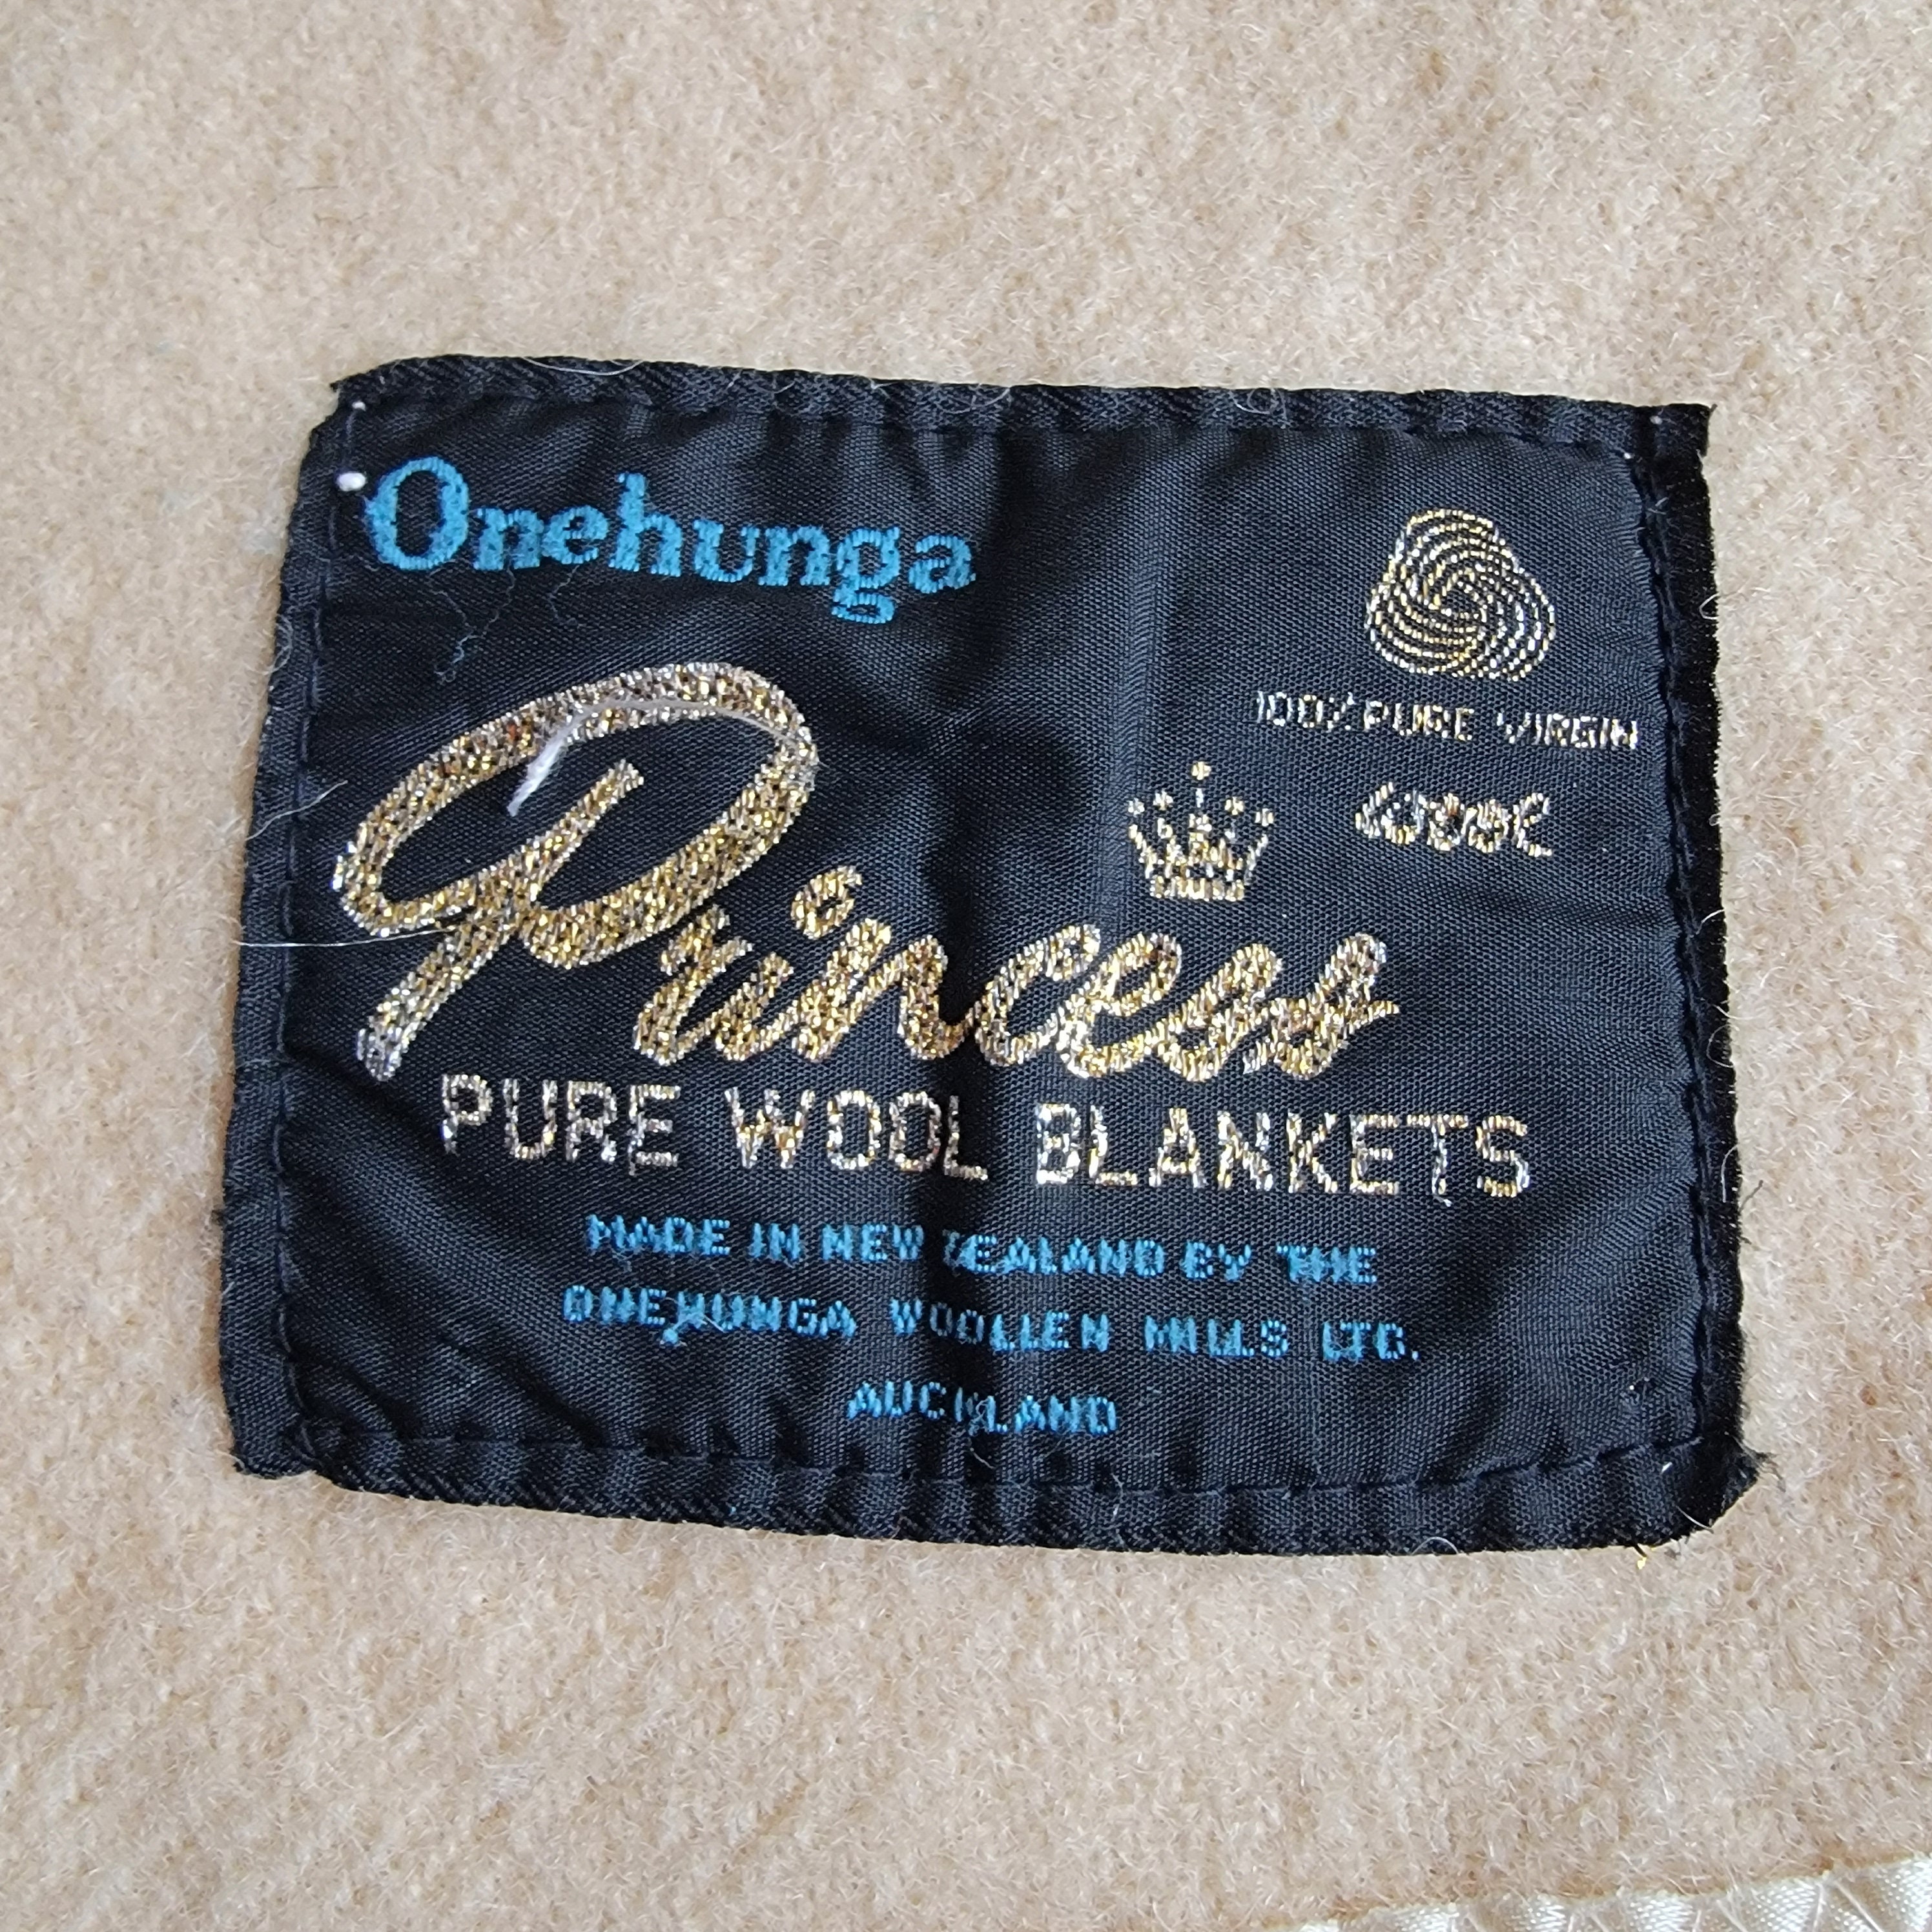 Onehunga
100% PURE VIRGIN
WOOL
Princess
PURE WOOL BLANKETS
MADE IN NEW ZEALAND BY THE
ONEHUNGA WOOLLEN MILLS LTD.
AUCKLAND